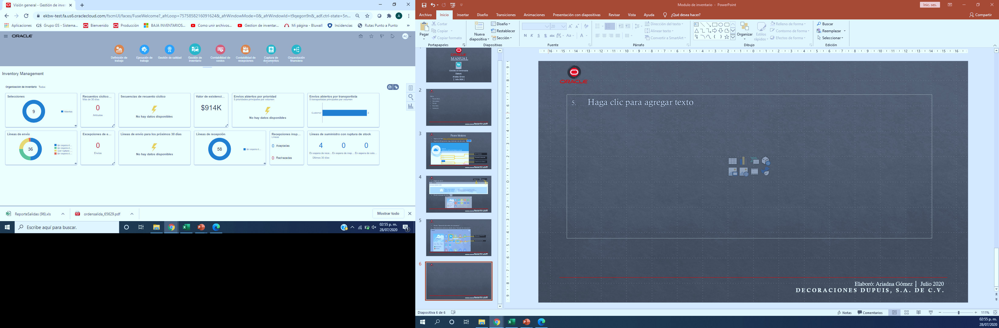 Visión general - Gestión de inver
ekbw-test.fa.us6.oraclecloud.com/fscmUI/faces/FuseWelcome?_afrLoop=7575858216091624&_afrWindowMode=0&_afrWindowId=t9qegon9n&_adf.ctrl-state=5n...
Aplicaciones
GS Grupo GS - Sistema...
Bienvenido
Producción
BAJA INVENTARIOS...
Como unir archivos...
Gestion de inventar...
Mi página - Bluwall
Incidencias
Rutas Punto a Punto
»
ORACLE
AG
Definición de trabajo
Ejecución de trabajo
Gestión de calidad
Gestión de inventario
Contabilidad de costos
Contabilidad de recepciones
Captura de documentos
Orquestación financiera
Inventory Management
Organización de inventario Todos
Selecciones
9
Abiertas
Recuentos cíclico...
Más de 30 días
0
Artículos
Secuencias de recuento cíclico
No hay datos disponibles
Valor de existenci...
$914K
Envíos abiertos por prioridad
5 prioridades principales por volumen
No hay datos disponibles
Envíos abiertos por transportista
5 transportistas principales por volumen
Customer
2
Líneas de envío
36
En espera d...
En espera d...
Con ruptura ...
En espera d...
Excepciones de e...
0
Envíos
Líneas de envío para los próximos 30 días
No hay datos disponibles
Líneas de recepción
58
En espera d...
Recepciones insp...
Líneas
0 Aceptadas
0 Rechazadas
Líneas de suministro con ruptura de stock
4 0 0
En espera de rece... En espera de insp... En espera de colo...
Últimos 30 días
ReporteSalidas (96).xls
ordensalida_65629.pdf
Mostrar todo
Escribe aquí para buscar.
02:55 p. m.
28/07/2020
Modulo de inventario - PowerPoint
Inic. ses.
Archivo Inicio Insertar Diseño Transiciones Animaciones Presentación con diapositivas Revisar Vista Ayuda ¿Qué desea hacer? Compartir
Pegar
Cortar
Copiar
Copiar formato
Portapapeles
Nueva diapositiva
Diseño
Restablecer
Sección
Diapositivas
20
N K S S abc AV Aa A
Fuente
Dirección del texto
Alinear texto
Convertir a SmartArt
Párrafo
Organizar
Estilos rápidos
Relleno de forma
Contorno de forma
Efectos de forma
Dibujo
Buscar
Reemplazar
Seleccionar
Edición
ORACLE
MANUAL
Gestión de Inventarios
Elaboró:
Julio 2020
2
3
Pasos básicos
4
5
6
ORACLE
5. Haga clic para agregar texto
Elaboró: Ariadna Gómez | Julio 2020
DECORACIONES DUPUIS, S.A. DE C.V.
Diapositiva 6 de 6
Notas
Comentarios
111%
02:55 p. m.
28/07/2020